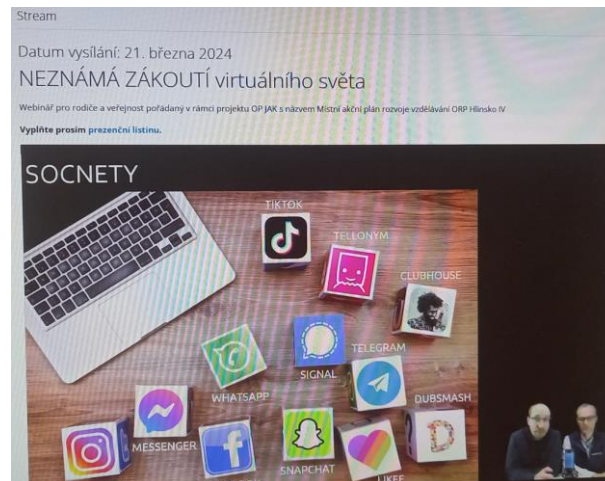 Stream
Datum vysílání: 21. března 2024
NEZNÁMÁ ZÁKOUTÍ virtuálního světa
Webinář pro rodiče a veřejnost pořádaný v rámci projektu OP JAK s názvem Místní akční plán rozvoje vzdělávání ORP Hlinsko IV
Vyplňte prosím prezenční listinu.
SOCNETY
TIKTOK
TELLONYM
CLUBHOUSE
WHATSAPP
SIGNAL
TELEGRAM
DUBSMASH
MESSENGER
SNAPCHAT
LIKEE
D